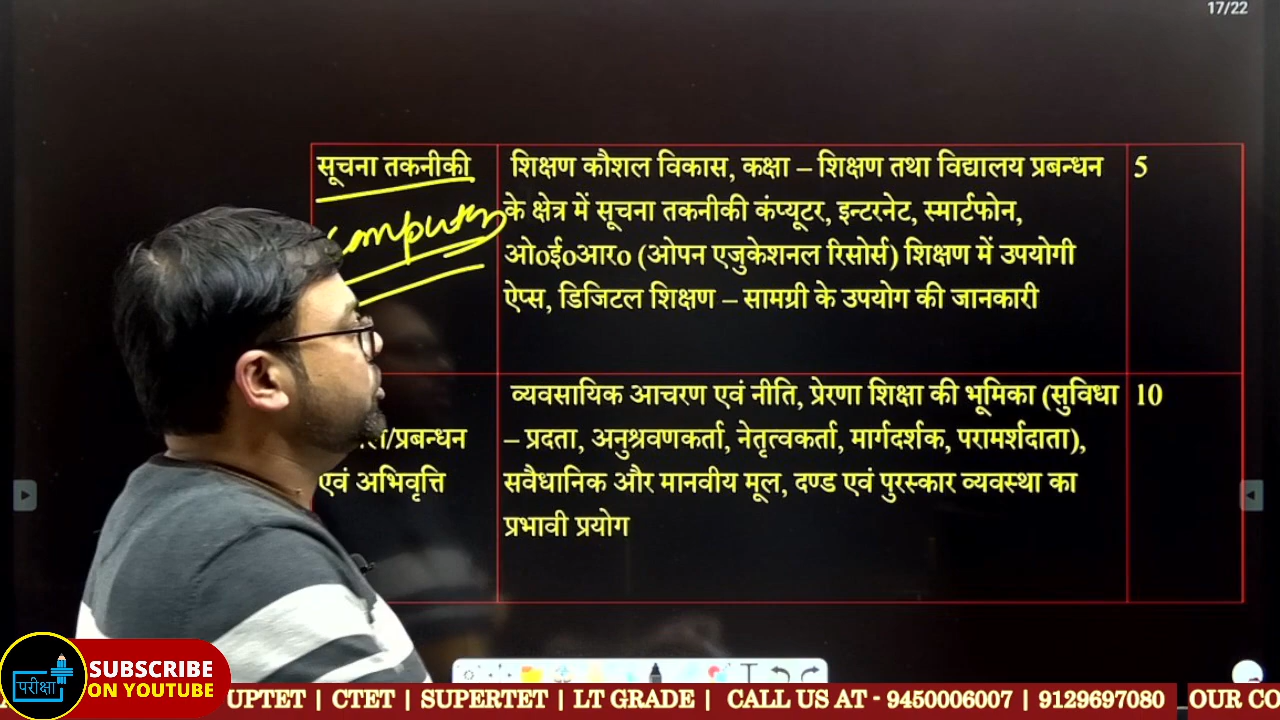 17/22
सूचना तकनीकी
computer
शिक्षण कौशल विकास, कक्षा – शिक्षण तथा विद्यालय प्रबन्धन
के क्षेत्र में सूचना तकनीकी कंप्यूटर, इन्टरनेट, स्मार्टफोन,
ओ0ई0आर0 (ओपन एजुकेशनल रिसोर्स) शिक्षण में उपयोगी
ऐप्स, डिजिटल शिक्षण – सामग्री के उपयोग की जानकारी
5
/प्रबन्धन
एवं अभिवृत्ति
व्यवसायिक आचरण एवं नीति, प्रेरणा शिक्षा की भूमिका (सुविधा
– प्रदता, अनुश्रवणकर्ता, नेतृत्वकर्ता, मार्गदर्शक, परामर्शदाता),
सवैधानिक और मानवीय मूल, दण्ड एवं पुरस्कार व्यवस्था का
प्रभावी प्रयोग
10
परीक्षा
SUBSCRIBE
ON YOUTUBE
UPTET | CTET | SUPERTET | LT GRADE | CALL US AT - 9450006007 | 9129697080 | OUR CO